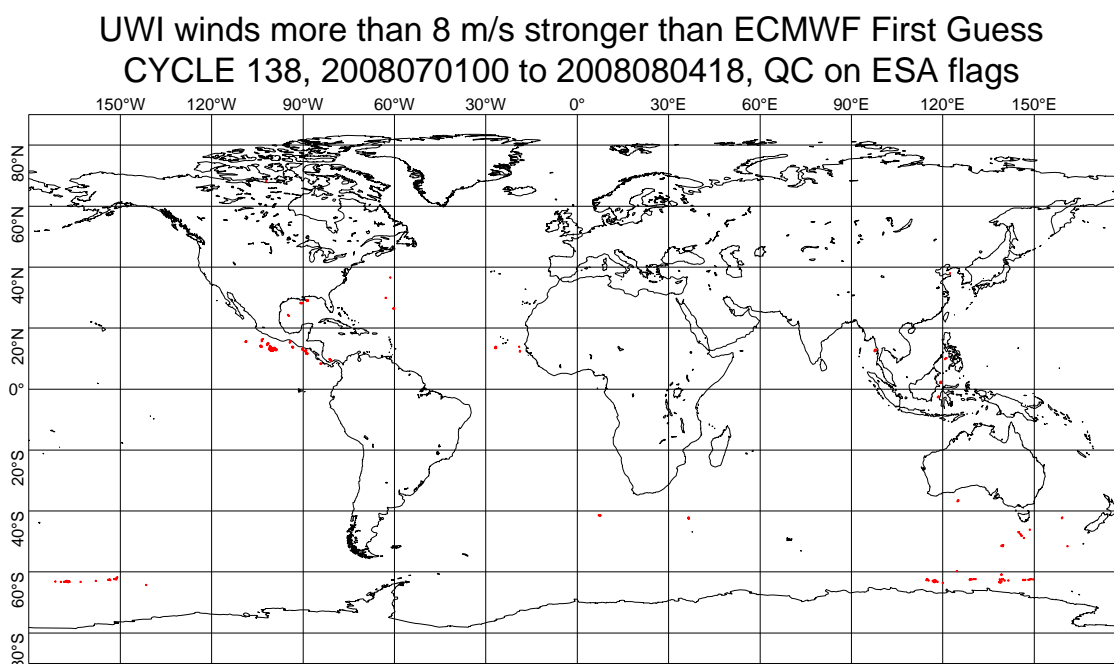 UWI winds more than 8 m/s stronger than ECMWF First Guess
CYCLE 138, 2008070100 to 2008080418, QC on ESA flags
150°W 120°W 90°W 60°W 30°W 0° 30°E 60°E 90°E 120°E 150°E
80°N
60°N
40°N
20°N
0°
20°S
40°S
60°S
80°S